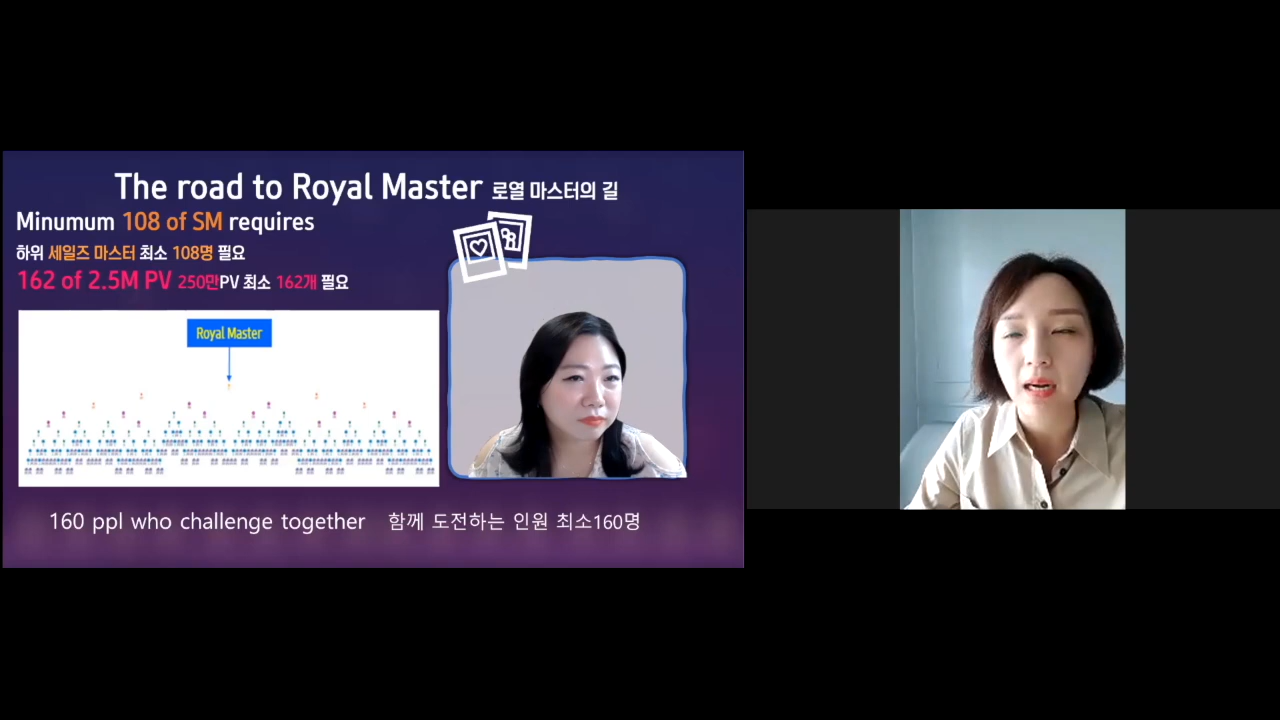 The road to Royal Master 로열 마스터의 길
Minumum 108 of SM requires
하위 세일즈 마스터 최소 108명 필요
162 of 2.5M PV 250만PV 최소 162개 필요
Royal Master
160 ppl who challenge together 함께 도전하는 인원 최소160명